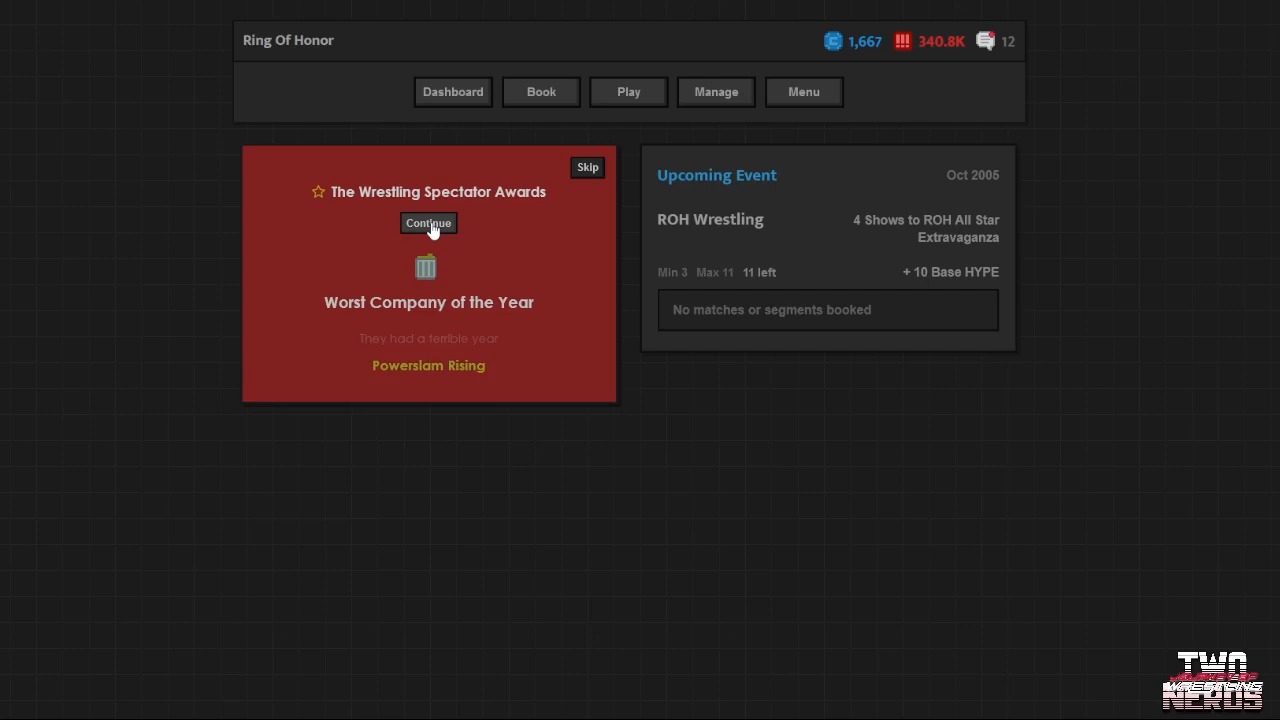 Ring Of Honor
1,667
340.8K
12
Dashboard
Book
Play
Manage
Menu
Skip
The Wrestling Spectator Awards
Continue
Worst Company of the Year
They had a terrible year
Powerslam Rising
Upcoming Event
Oct 2005
ROH Wrestling
4 Shows to ROH All Star
Extravaganza
Min 3 Max 11 11 left
+ 10 Base HYPE
No matches or segments booked
TWO
WRESTLING
NERDS